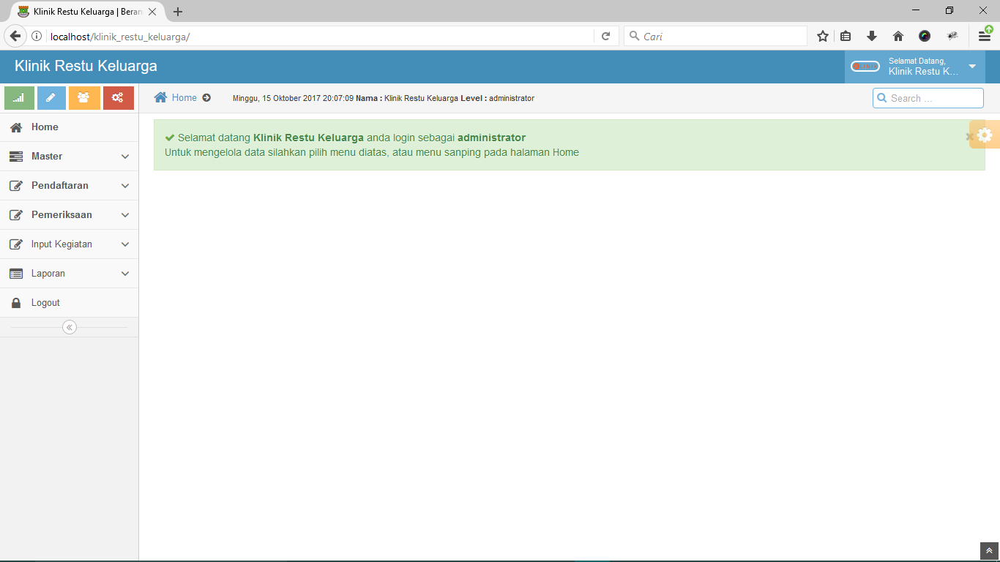 Klinik Restu Keluarga | Beran
localhost/klinik_restu_keluarga/
Cari
Klinik Restu Keluarga
Selamat Datang,
Klinik Restu K...
Home
Minggu, 15 Oktober 2017 20:07:09 Nama : Klinik Restu Keluarga Level : administrator
Search ...
Home
Master
Pendaftaran
Pemeriksaan
Input Kegiatan
Laporan
Logout
Selamat datang Klinik Restu Keluarga anda login sebagai administrator
Untuk mengelola data silahkan pilih menu diatas, atau menu sanping pada halaman Home